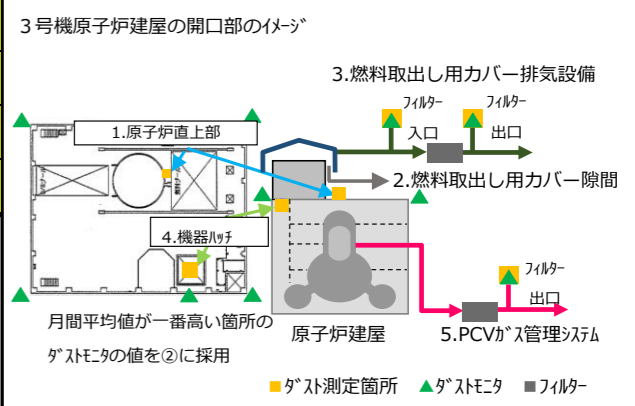 3号機原子炉建屋の開口部のイメージ
3.燃料取出し用カバー排気設備
フィルター
フィルター
1.原子炉直上部
入口
出口
2.燃料取出し用カバー隙間
4.機器ハッチ
フィルター
出口
月間平均値が一番高い箇所の
ダストモニタの値を②に採用
原子炉建屋
5.PCVガス管理システム
■ダスト測定箇所 ▲ダストモニタ ■フィルター